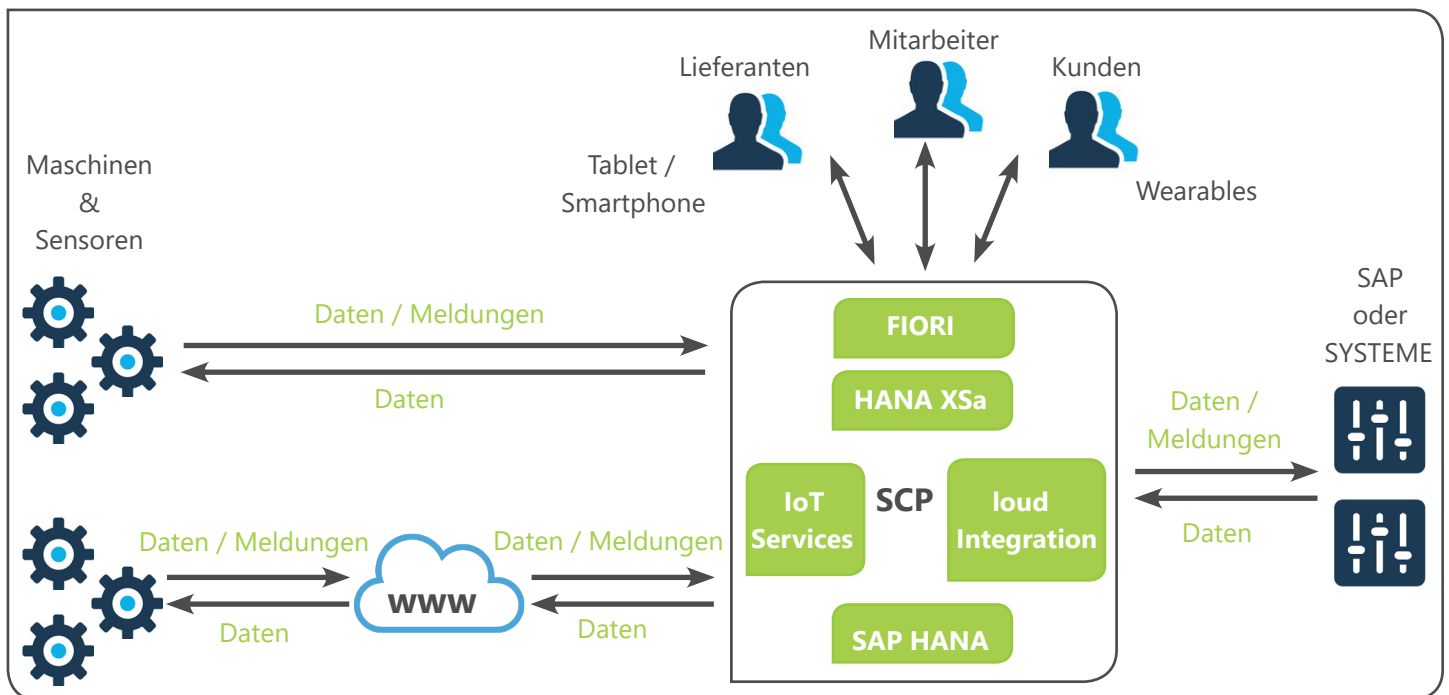 Mitarbeiter
Lieferanten
Kunden
Maschinen
&
Sensoren
Tablet /
Smartphone
Wearables
SAP
oder
SYSTEME
Daten / Meldungen
Daten
FIORI
HANA XSa
IoT
Services
SCP
loud
Integration
SAP HANA
Daten /
Meldungen
Daten
Daten / Meldungen
Daten
www
Daten / Meldungen
Daten